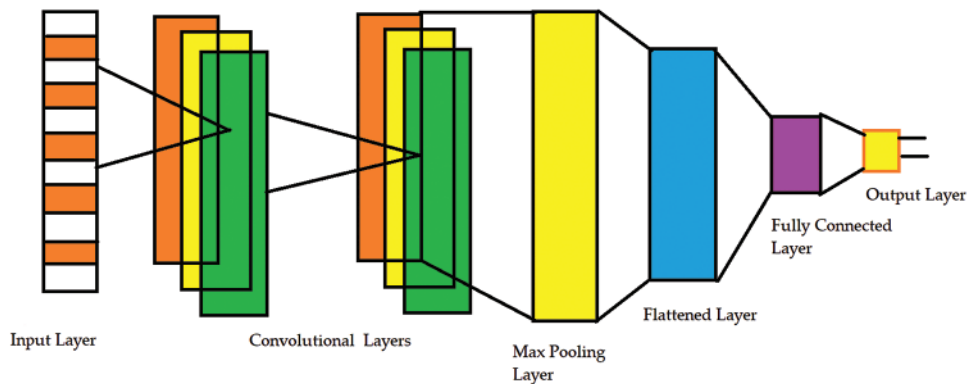 Input Layer
Convolutional Layers
Max Pooling
Layer
Flattened Layer
Fully Connected
Layer
Output Layer